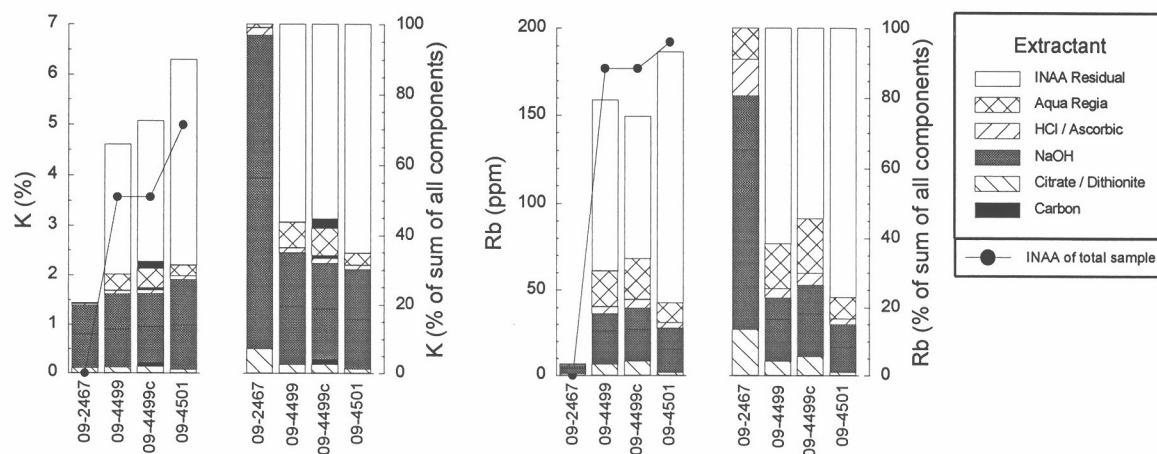 7
6
5
4
3
2
1
0
K (%)
09-2467
09-4499
09-4499c
09-4501
100
80
60
40
20
0
K (% of sum of all components)
09-2467
09-4499
09-4499c
09-4501
200
150
100
50
0
Rb (ppm)
09-2467
09-4499
09-4499c
09-4501
100
80
60
40
20
0
Rb (% of sum of all components)
09-2467
09-4499
09-4499c
09-4501
Extractant
INAA Residual
Aqua Regia
HCl / Ascorbic
NaOH
Citrate / Dithionite
Carbon
INAA of total sample